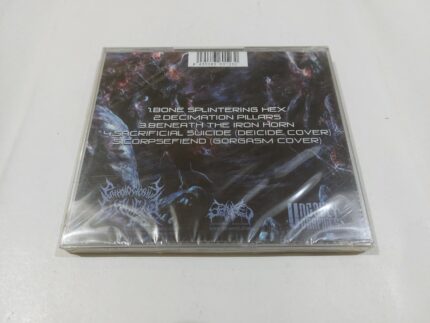 1.BONE SPLINTERING HEX
2.DECIMATION PILLARS
3.BENEATH THE IRON HORN
4.SACRIFICIAL SUICIDE (DEICIDE COVER)
5.CORPSEFIEND (GORGASM COVER)